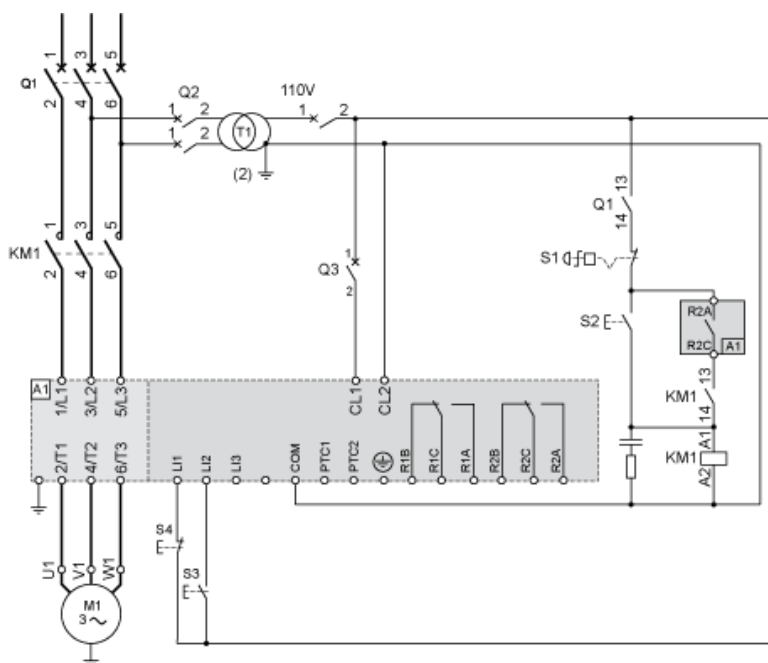 1 3 5
Q1
2 4 6
Q2
1 2
1 2
T1
(2)
110V
1 2
KM1
1 3 5
2 4 6
Q3
1
2
Q1
13
14
S1
S2
R2A
R2C
A1
KM1
13
14
KM1
A1
A2
A1
1/L1 3/L2 5/L3
CL1 CL2
2/T1 4/T2 6/T3
LI1 LI2 LI3 COM PTC1 PTC2 R1B R1C R1A R2B R2C R2A
S4
S3
U1 V1 W1
M1
3 ~